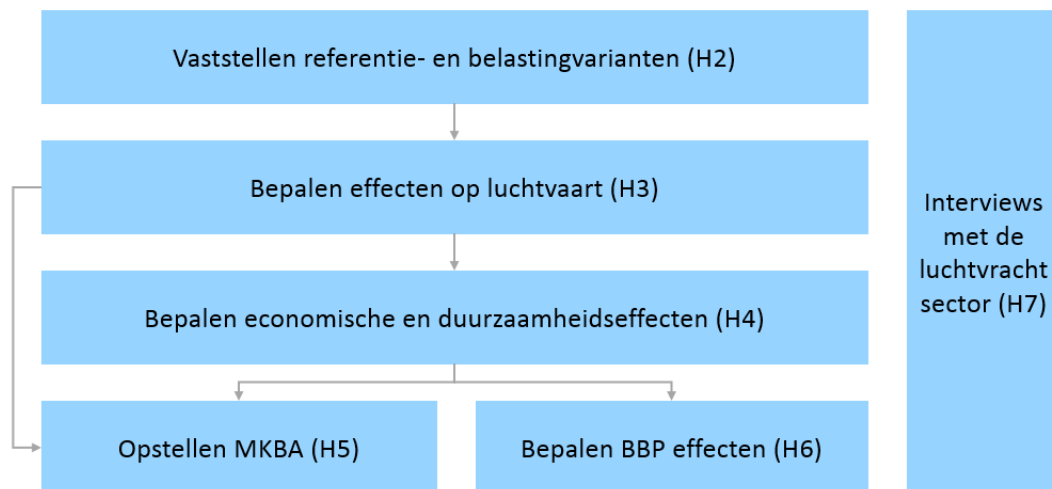 Vaststellen referentie- en belastingvarianten (H2)
Bepalen effecten op luchtvaart (H3)
Bepalen economische en duurzaamheidseffecten (H4)
Opstellen MKBA (H5)
Bepalen BBP effecten (H6)
Interviews
met de
luchtvracht
sector (H7)